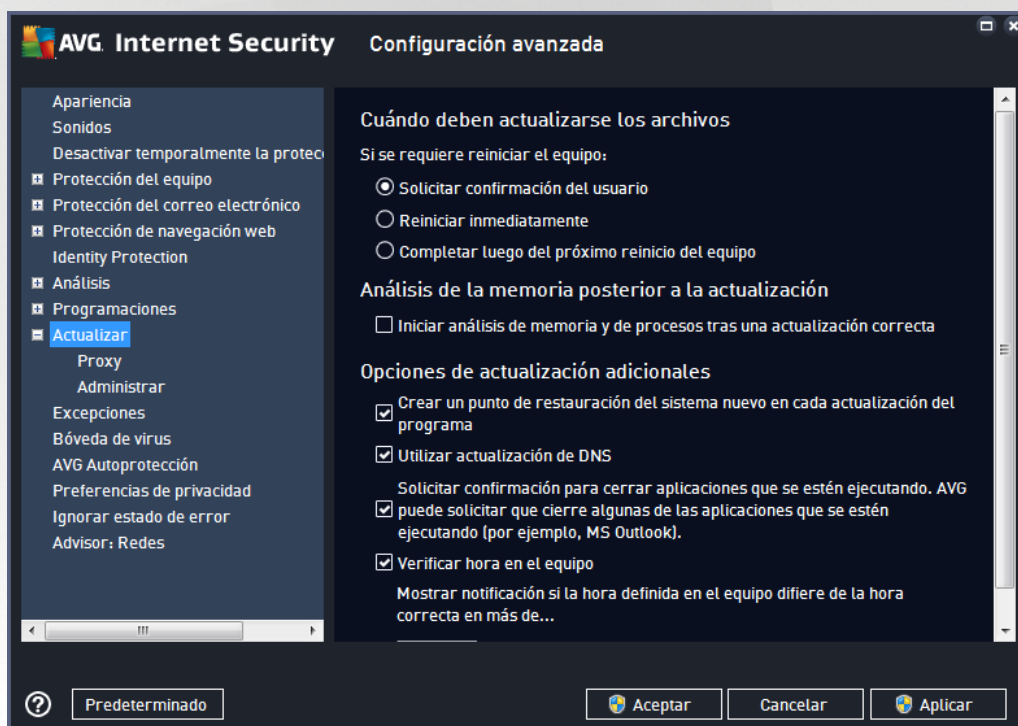 AVG. Internet Security
Configuración avanzada
Apariencia
Sonidos
Desactivar temporalmente la protec
Protección del equipo
Protección del correo electrónico
Protección de navegación web
Identity Protection
Análisis
Programaciones
Actualizar
Proxy
Administrar
Excepciones
Bóveda de virus
AVG Autoprotección
Preferencias de privacidad
Ignorar estado de error
Advisor: Redes
Cuándo deben actualizarse los archivos
Si se requiere reiniciar el equipo:
Solicitar confirmación del usuario
Reiniciar inmediatamente
Completar luego del próximo reinicio del equipo
Análisis de la memoria posterior a la actualización
Iniciar análisis de memoria y de procesos tras una actualización correcta
Opciones de actualización adicionales
Crear un punto de restauración del sistema nuevo en cada actualización del
programa
Utilizar actualización de DNS
Solicitar confirmación para cerrar aplicaciones que se estén ejecutando. AVG
puede solicitar que cierre algunas de las aplicaciones que se estén
ejecutando (por ejemplo, MS Outlook).
Verificar hora en el equipo
Mostrar notificación si la hora definida en el equipo difiere de la hora
correcta en más de...
Predeterminado
Aceptar
Cancelar
Aplicar